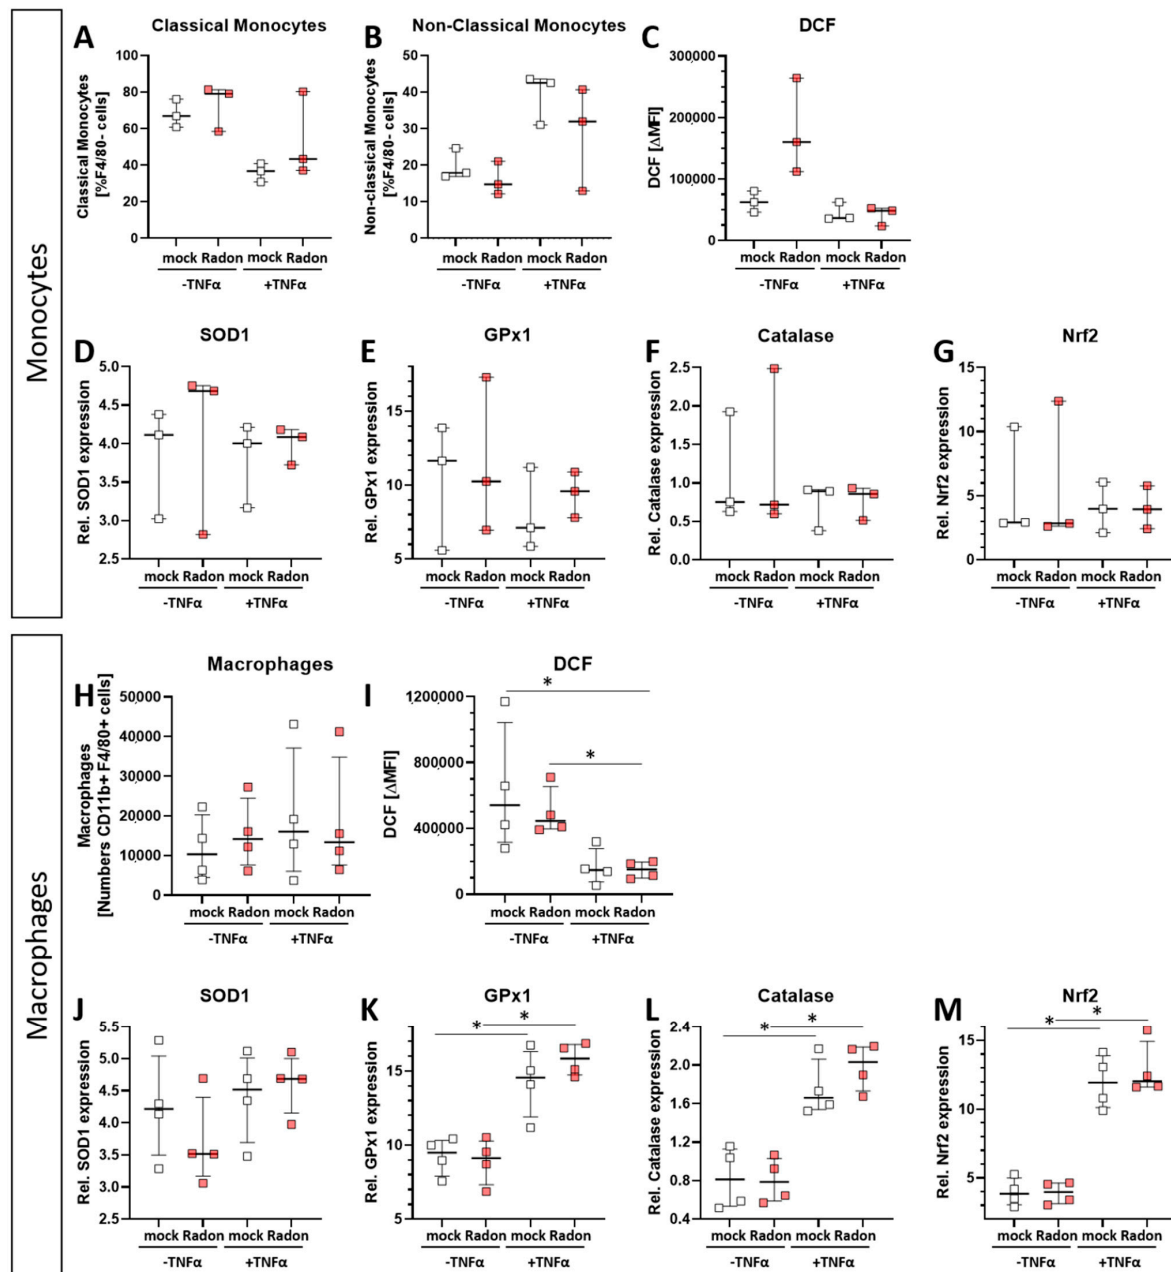 Monocytes
A
Classical Monocytes
Classical Monocytes
[%F4/80- cells]
100
80
60
40
20
0
mock Radon mock Radon
-TNFα +TNFα
B
Non-Classical Monocytes
Non-classical Monocytes
[%F4/80- cells]
50
40
30
20
10
0
mock Radon mock Radon
-TNFα +TNFα
C
DCF
DCF [ΔMFI]
300000
200000
100000
0
mock Radon mock Radon
-TNFα +TNFα
D
SOD1
Rel. SOD1 expression
5.0
4.5
4.0
3.5
3.0
2.5
mock Radon mock Radon
-TNFα +TNFα
E
GPx1
Rel. GPx1 expression
15
10
5
mock Radon mock Radon
-TNFα +TNFα
F
Catalase
Rel. Catalase expression
2.5
2.0
1.5
1.0
0.5
0.0
mock Radon mock Radon
-TNFα +TNFα
G
Nrf2
Rel. Nrf2 expression
15
10
5
0
mock Radon mock Radon
-TNFα +TNFα
Macrophages
H
Macrophages
Macrophages
[Numbers CD11b+ F4/80+ cells]
50000
40000
30000
20000
10000
0
mock Radon mock Radon
-TNFα +TNFα
I
DCF
DCF [ΔMFI]
1200000
800000
400000
0
*
*
mock Radon mock Radon
-TNFα +TNFα
J
SOD1
Rel. SOD1 expression
5.5
5.0
4.5
4.0
3.5
3.0
2.5
mock Radon mock Radon
-TNFα +TNFα
K
GPx1
Rel. GPx1 expression
15
10
5
* *
mock Radon mock Radon
-TNFα +TNFα
L
Catalase
Rel. Catalase expression
2.4
2.0
1.6
1.2
0.8
0.4
* *
mock Radon mock Radon
-TNFα +TNFα
M
Nrf2
Rel. Nrf2 expression
15
10
5
* *
mock Radon mock Radon
-TNFα +TNFα